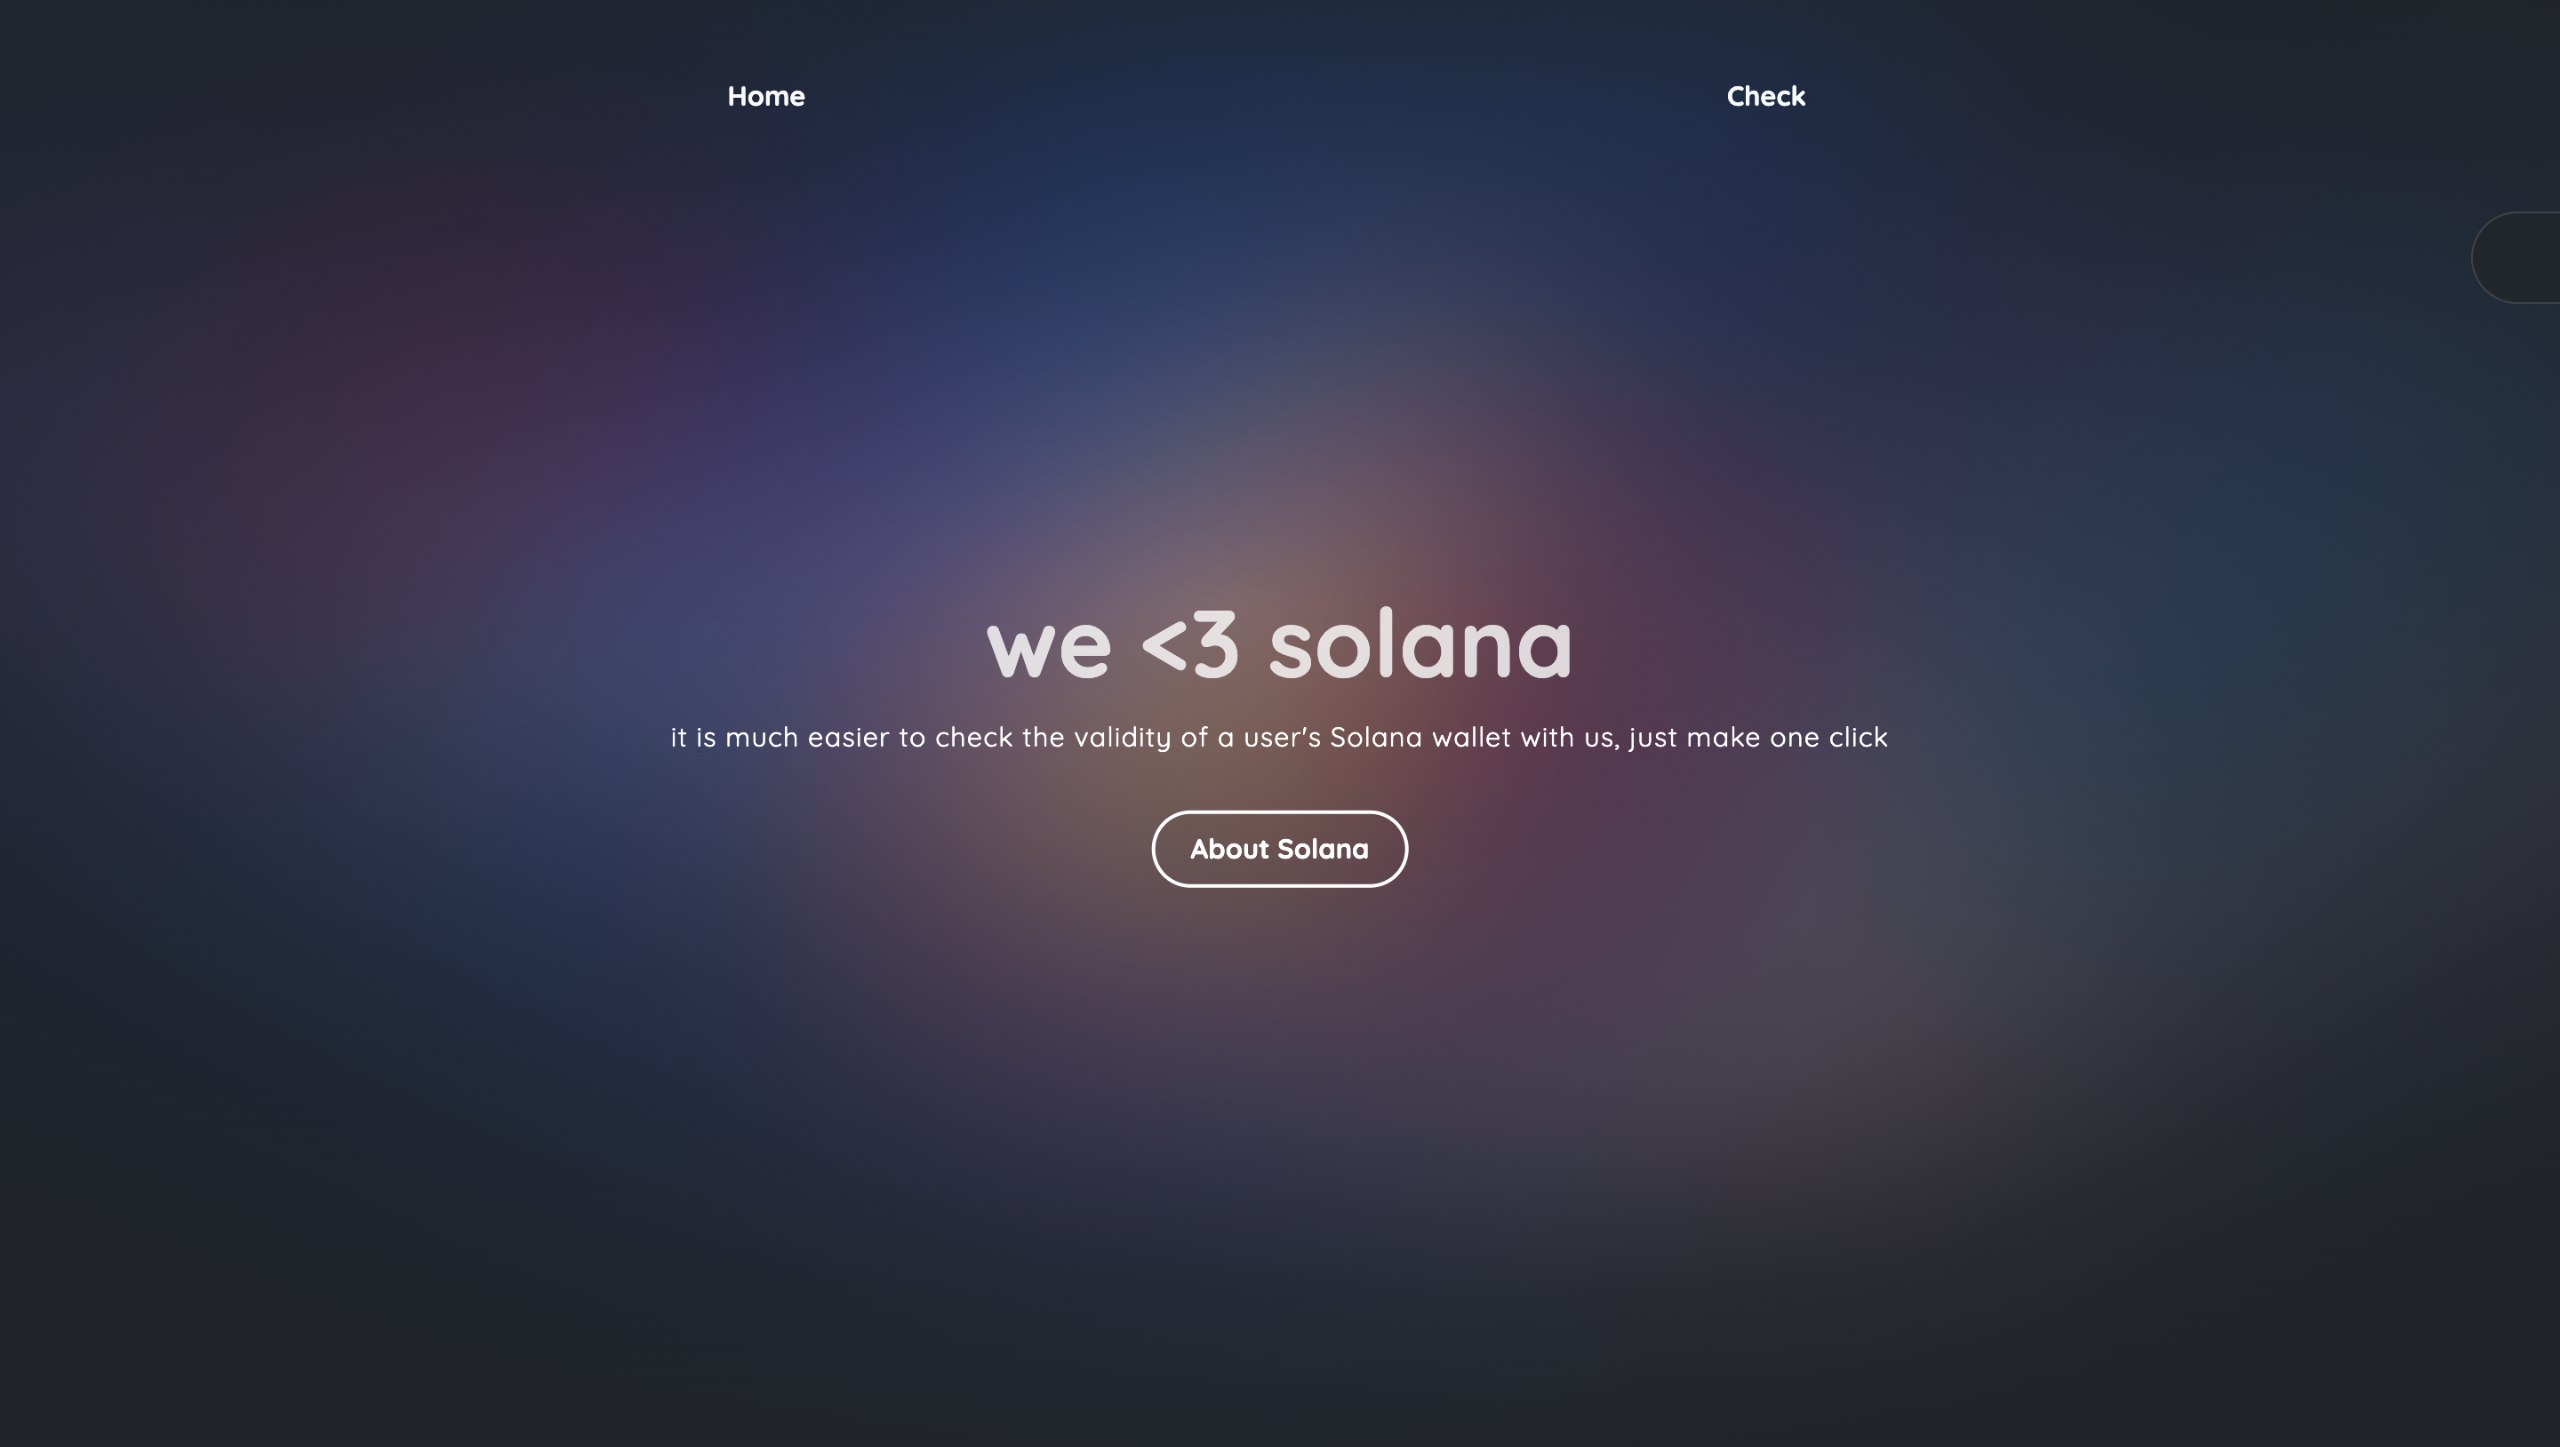 Home
Check
we <3 solana
it is much easier to check the validity of a user's Solana wallet with us, just make one click
About Solana